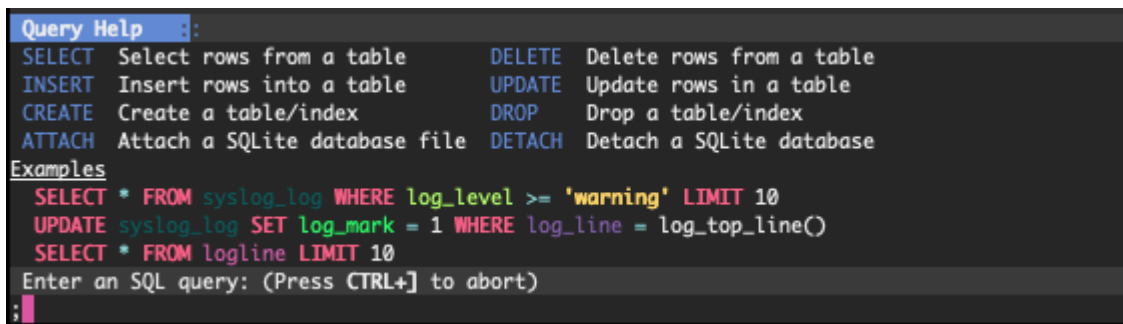 Query Help ::
SELECT Select rows from a table DELETE Delete rows from a table
INSERT Insert rows into a table UPDATE Update rows in a table
CREATE Create a table/index DROP Drop a table/index
ATTACH Attach a SQLite database file DETACH Detach a SQLite database
Examples
SELECT * FROM syslog_log WHERE log_level >= 'warning' LIMIT 10
UPDATE syslog_log SET log_mark = 1 WHERE log_line = log_top_line()
SELECT * FROM logline LIMIT 10
Enter an SQL query: (Press CTRL+] to abort)
;